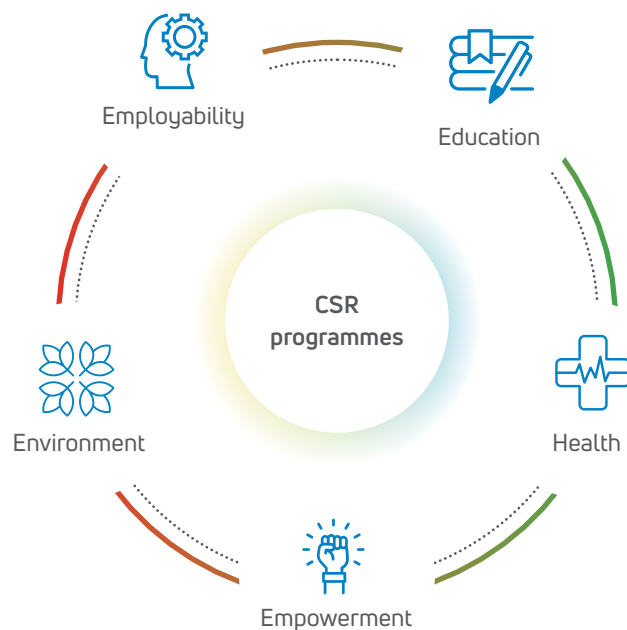 Employability
Education
CSR
programmes
Environment
Health
Empowerment